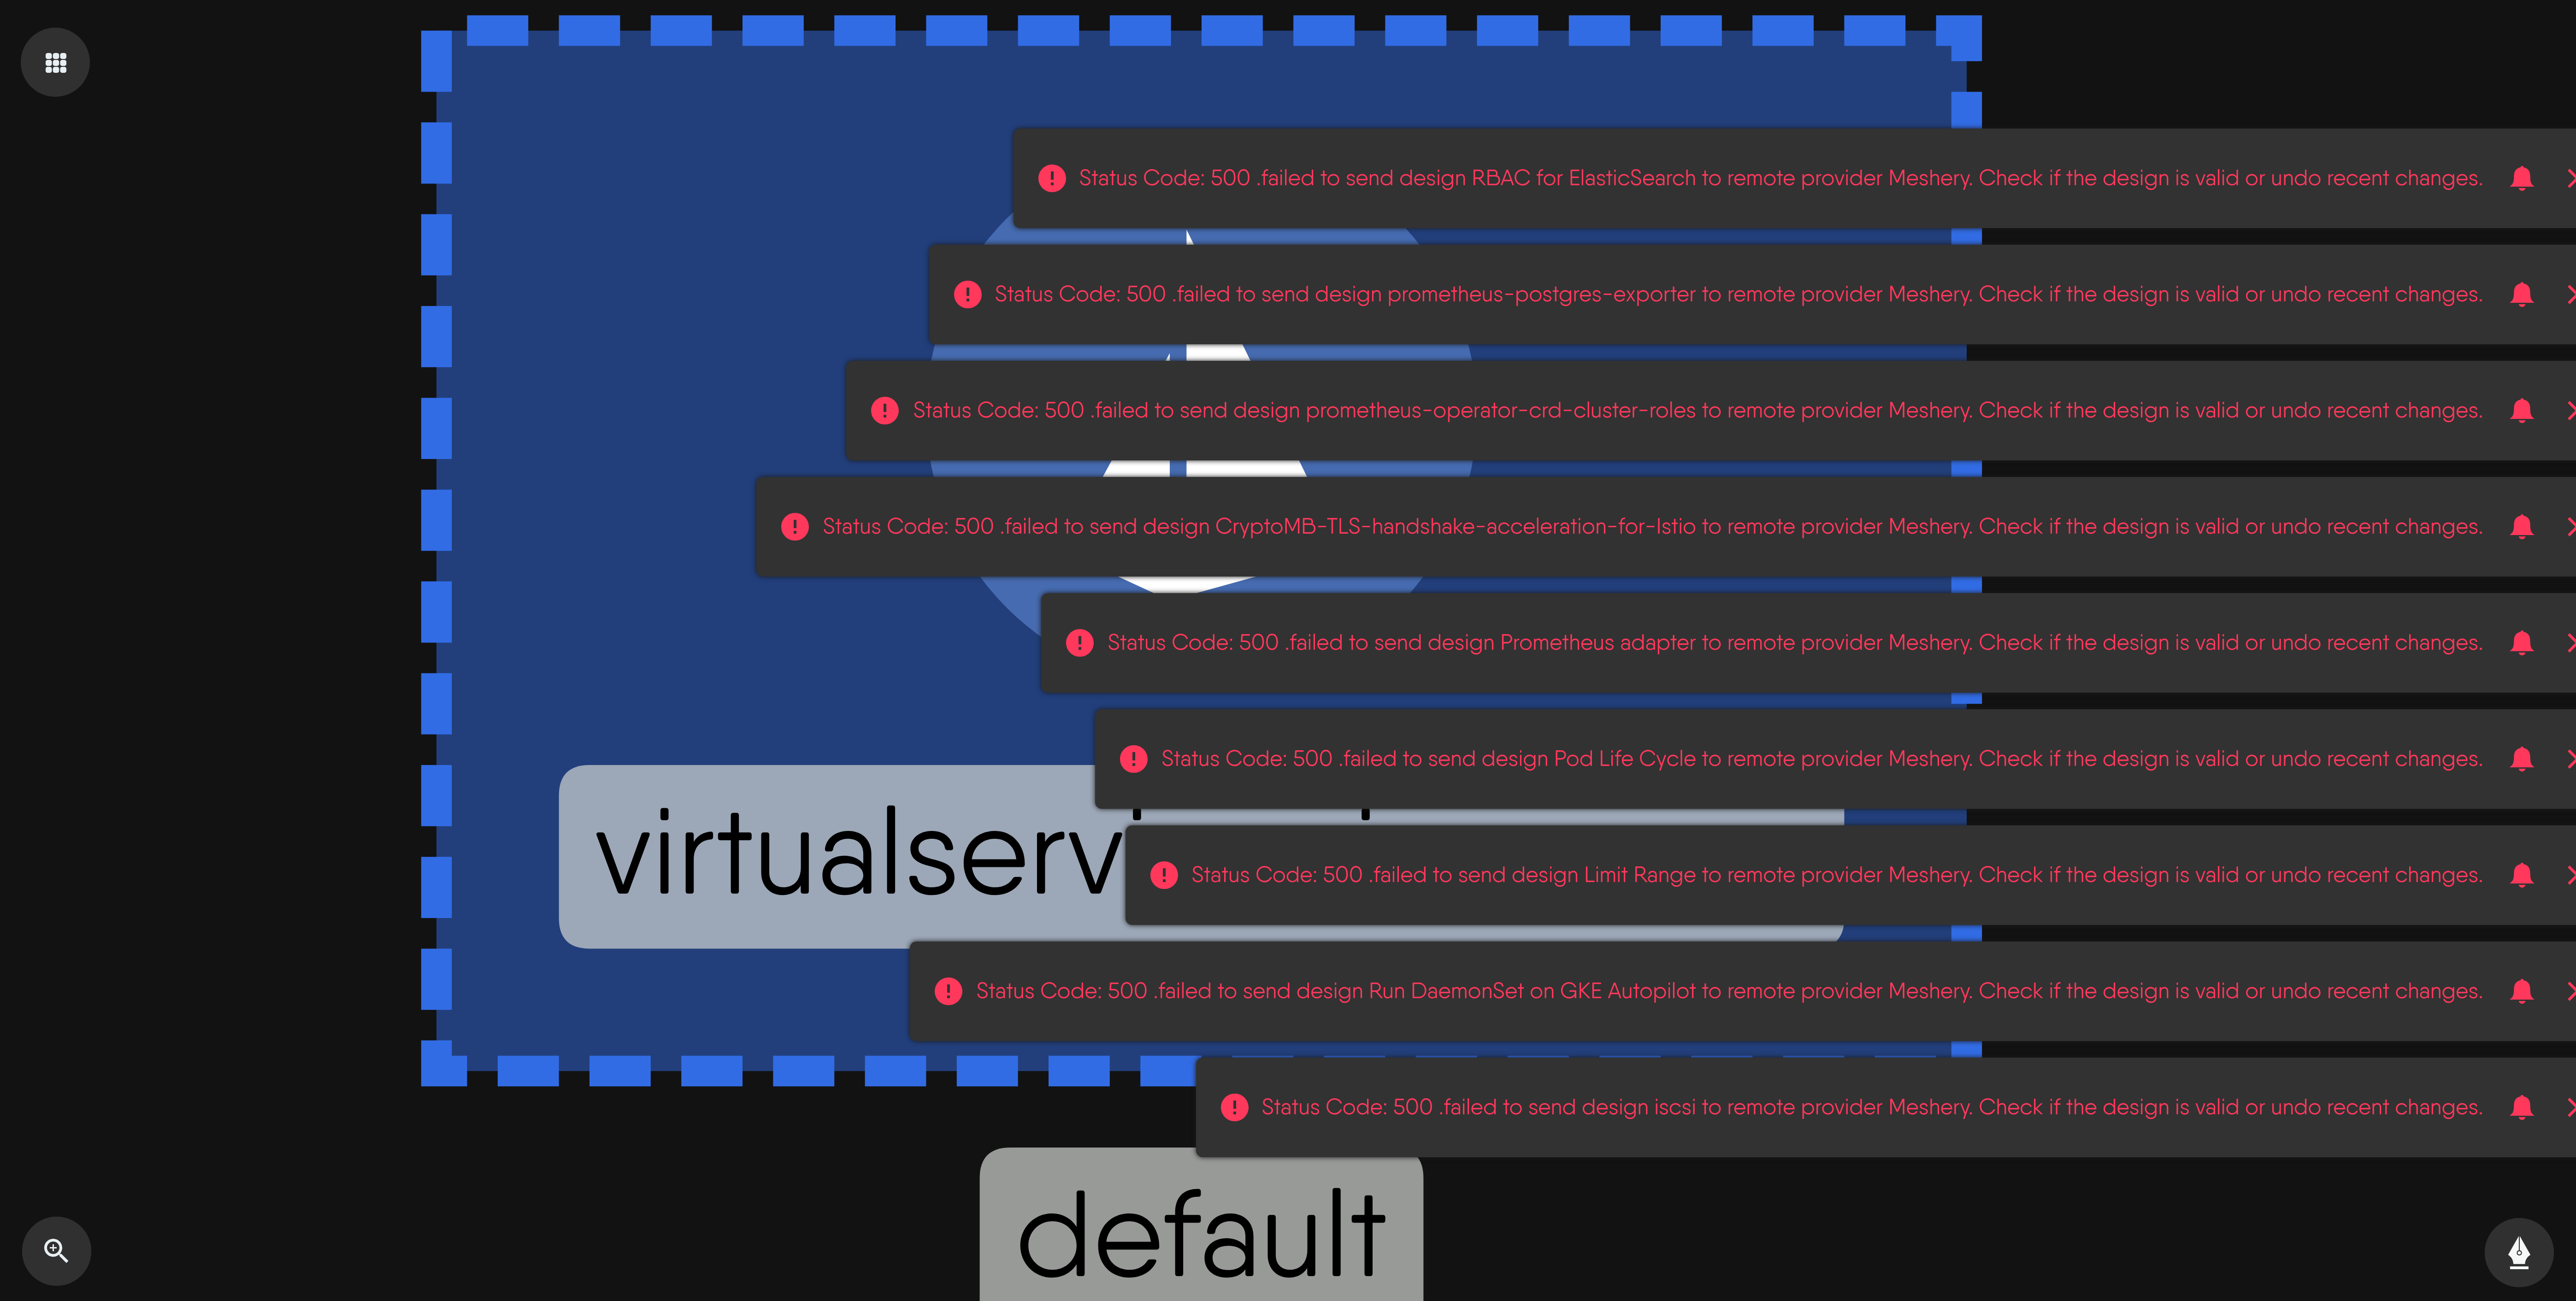 Status Code: 500 .failed to send design RBAC for ElasticSearch to remote provider Meshery. Check if the design is valid or undo recent changes.
Status Code: 500 .failed to send design prometheus-postgres-exporter to remote provider Meshery. Check if the design is valid or undo recent changes.
Status Code: 500 .failed to send design prometheus-operator-crd-cluster-roles to remote provider Meshery. Check if the design is valid or undo recent changes.
Status Code: 500 .failed to send design CryptoMB-TLS-handshake-acceleration-for-Istio to remote provider Meshery. Check if the design is valid or undo recent changes.
Status Code: 500 .failed to send design Prometheus adapter to remote provider Meshery. Check if the design is valid or undo recent changes.
Status Code: 500 .failed to send design Pod Life Cycle to remote provider Meshery. Check if the design is valid or undo recent changes.
virtualserv
Status Code: 500 .failed to send design Limit Range to remote provider Meshery. Check if the design is valid or undo recent changes.
Status Code: 500 .failed to send design Run DaemonSet on GKE Autopilot to remote provider Meshery. Check if the design is valid or undo recent changes.
Status Code: 500 .failed to send design iscsi to remote provider Meshery. Check if the design is valid or undo recent changes.
default